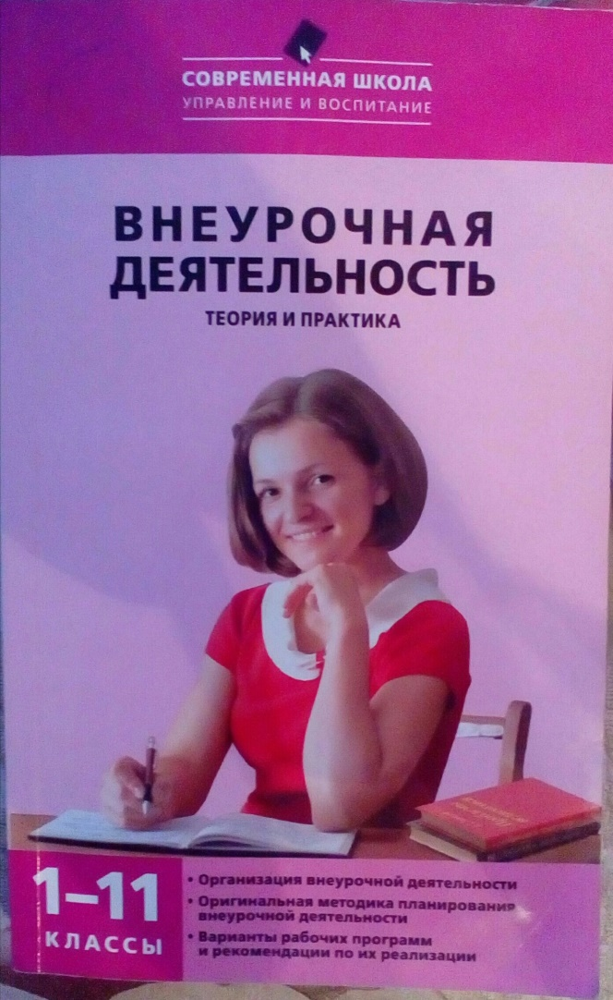 СОВРЕМЕННАЯ ШКОЛА
УПРАВЛЕНИЕ И ВОСПИТАНИЕ
ВНЕУРОЧНАЯ
ДЕЯТЕЛЬНОСТЬ
ТЕОРИЯ И ПРАКТИКА
1–11
КЛАССЫ
• Организация внеурочной деятельности
• Оригинальная методика планирования
внеурочной деятельности
• Варианты рабочих программ
и рекомендации по их реализации